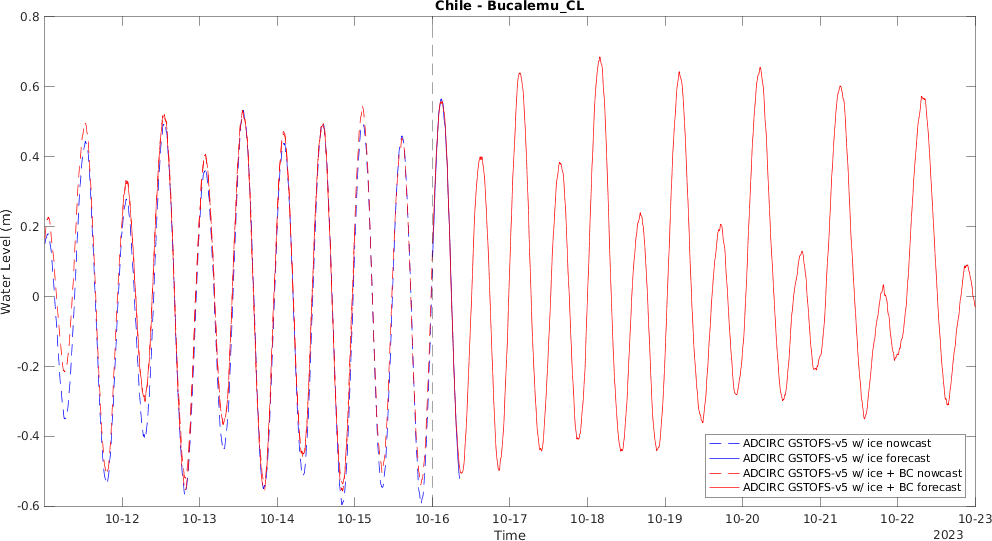 Chile - Bucalemu_CL
0.8
0.6
0.4
0.2
0
-0.2
-0.4
-0.6
Water Level (m)
10-12 10-13 10-14 10-15 10-16 10-17 10-18 10-19 10-20 10-21 10-22 10-23
Time
2023
ADCIRC GSTOFS-v5 w/ ice nowcast
ADCIRC GSTOFS-v5 w/ ice forecast
ADCIRC GSTOFS-v5 w/ ice + BC nowcast
ADCIRC GSTOFS-v5 w/ ice + BC forecast